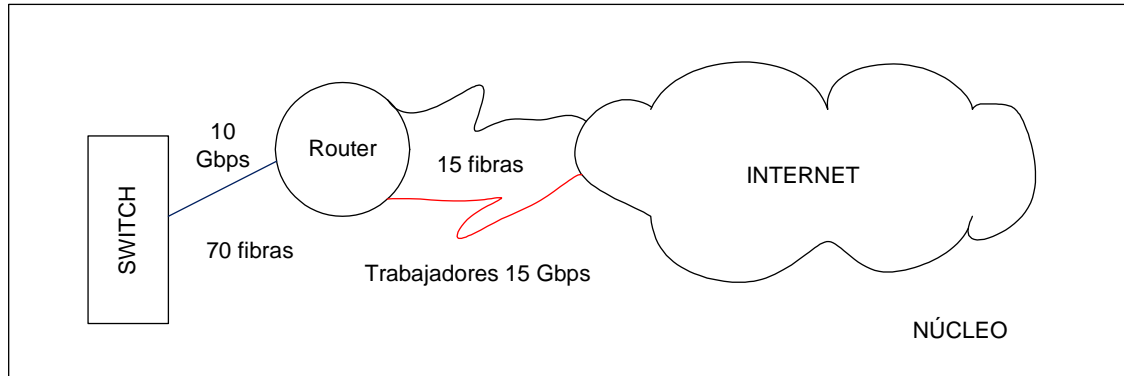 SWITCH
10
Gbps
70 fibras
Router
15 fibras
Trabajadores 15 Gbps
INTERNET
NÚCLEO